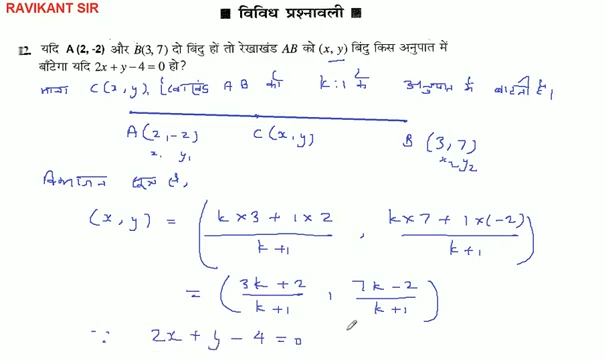 RAVIKANT SIR
■ विविध प्रश्नावली ■
12. यदि A (2, -2) और B(3, 7) दो बिंदु हों तो रेखाखंड AB को (x, y) बिंदु किस अनुपात में
बाँटेगा यदि 2x + y – 4 = 0 हो?
माना C(x, y), रेखाखंड AB को k:1 के अनुपात में बाटती है।
A(2,-2) C(x,y) B (3,7)
x₁ y₁ x₂ y₂
विभाजन सूत्र से,
(x, y) = ( k×3 + 1×2 / k+1 , k×7 + 1×(-2) / k+1 )
= ( 3k+2 / k+1 , 7k-2 / k+1 )
∵ 2x + y - 4 = 0